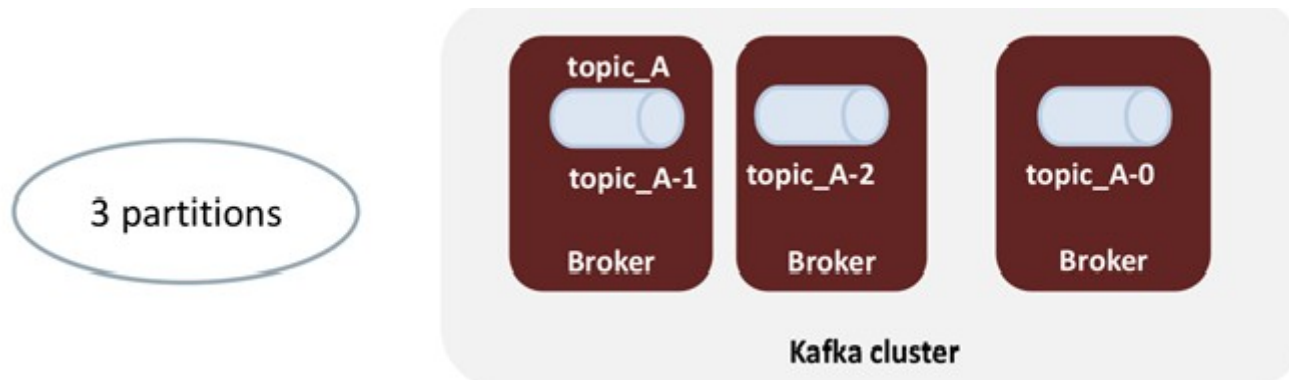 3 partitions
topic_A
topic_A-1
Broker
topic_A-2
Broker
topic_A-0
Broker
Kafka cluster